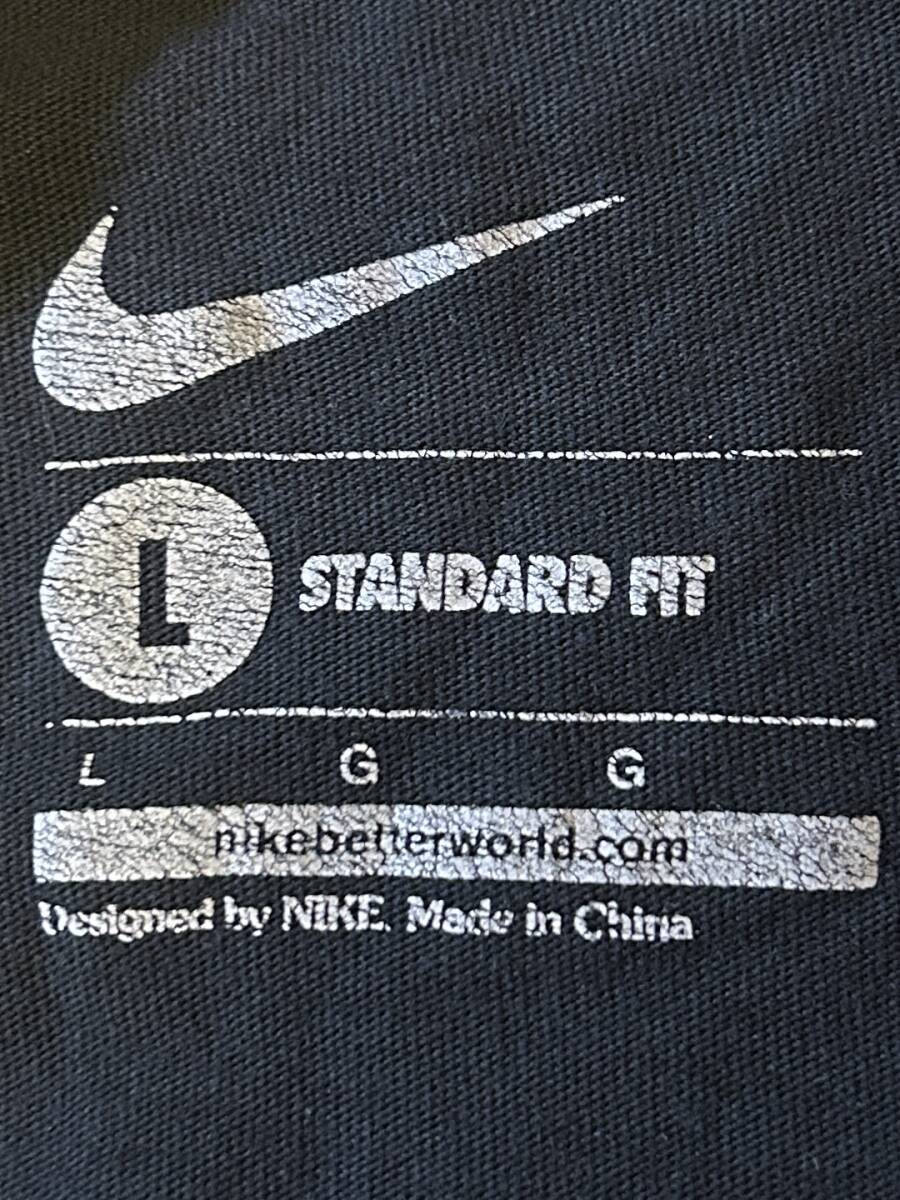 L STANDARD FIT
L G G
nikebetterworld.com
Designed by NIKE. Made in China